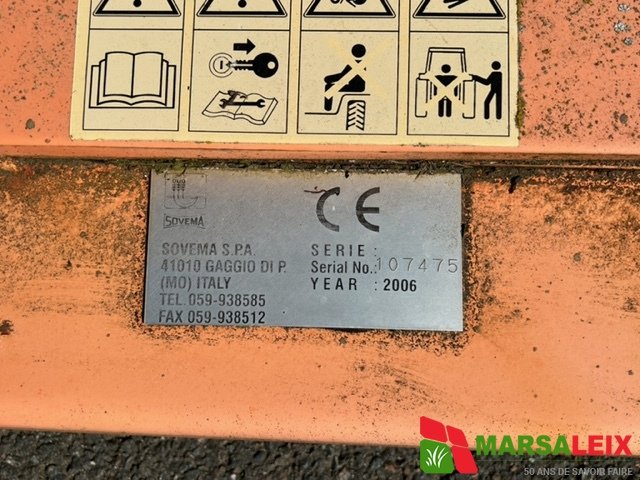 SOVEMA
SOVEMA S.P.A.
41010 GAGGIO DI P.
(MO) ITALY
TEL. 059-938585
FAX 059-938512
CE
SERIE :
Serial No.: 107475
YEAR : 2006
MARSALEIX
50 ANS DE SAVOIR FAIRE